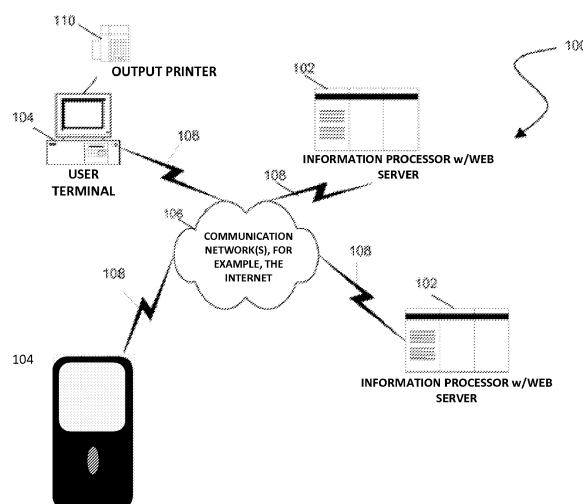 110
OUTPUT PRINTER
100
102
104
108
USER
TERMINAL
INFORMATION PROCESSOR w/WEB
SERVER
108
106
COMMUNICATION
NETWORK(S), FOR
EXAMPLE, THE
INTERNET
108
108
102
104
INFORMATION PROCESSOR w/WEB
SERVER